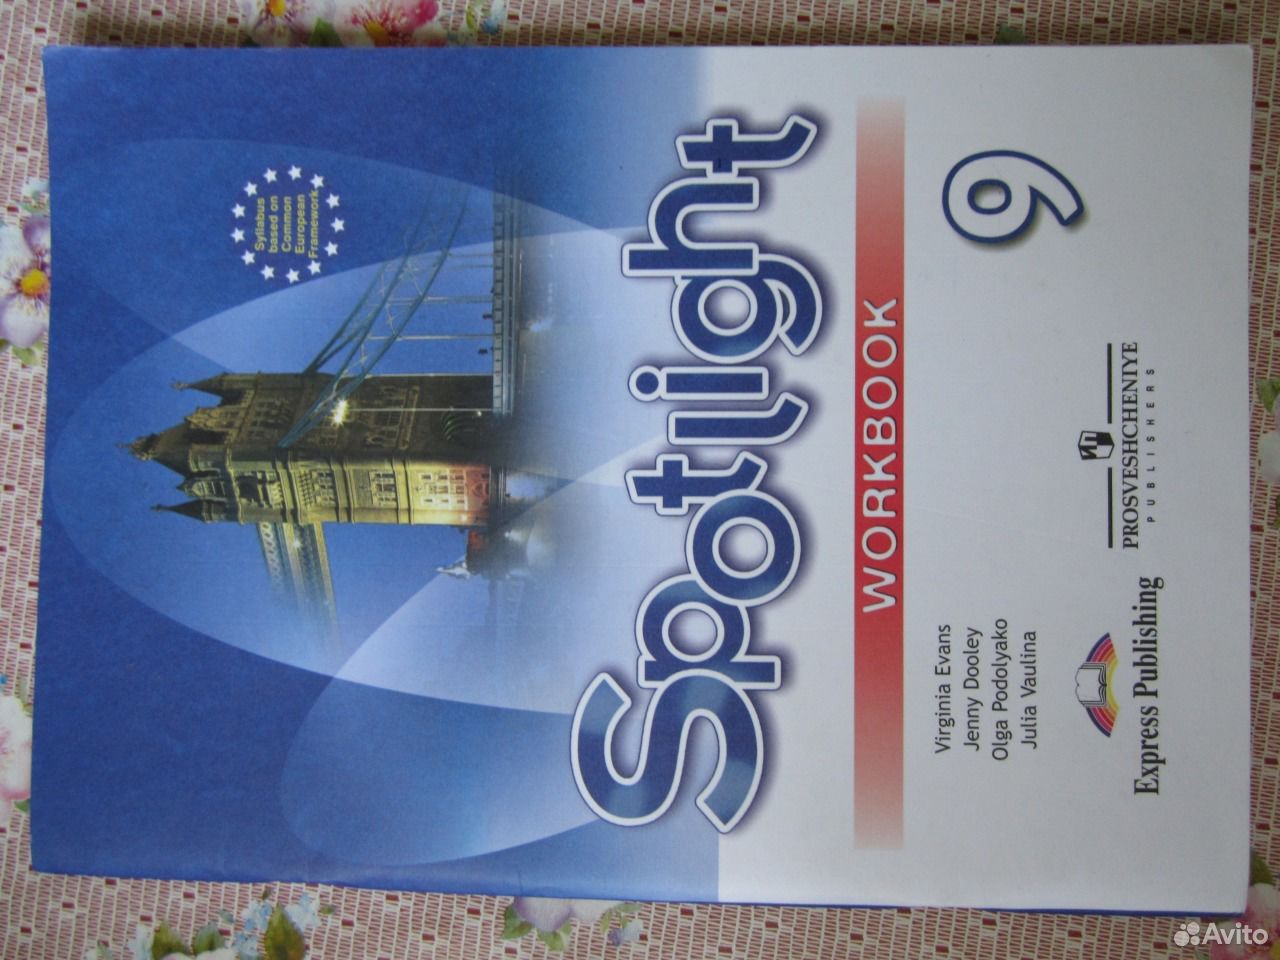 Syllabus
based on
Common
European
Framework
Spotlight
WORKBOOK
9
Virginia Evans
Jenny Dooley
Olga Podolyako
Julia Vaulina
Express Publishing
ИП
PROSVESHCHENIYE
PUBLISHERS
Avito